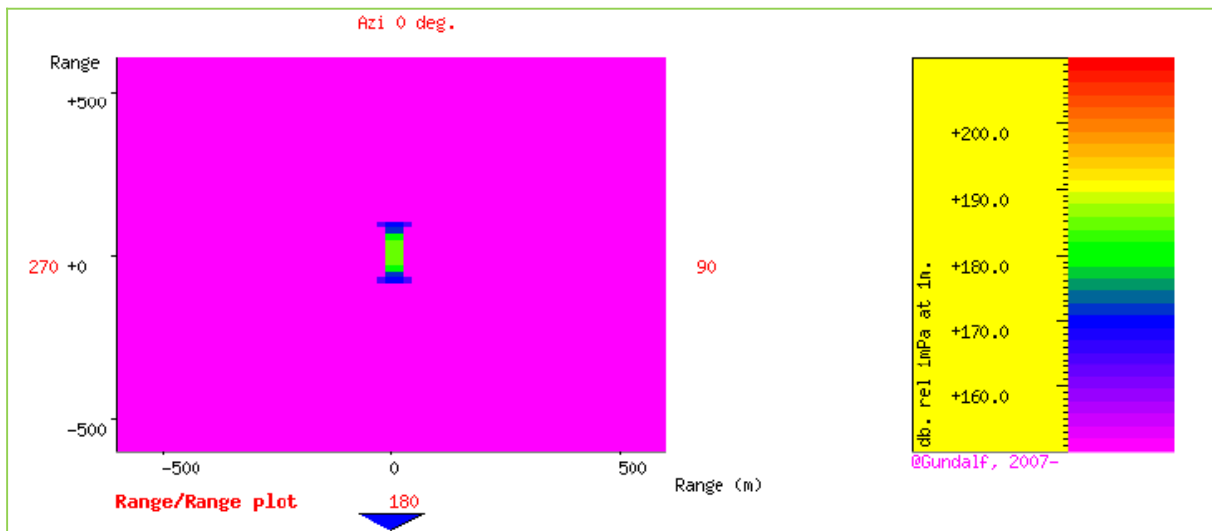 Azi 0 deg.
Range
+500
270 +0
90
-500
-500
0
500
Range (m)
Range/Range plot
180
+200.0
+190.0
+180.0
+170.0
+160.0
db. rel 1mPa at 1m.
@Gundalf, 2007-